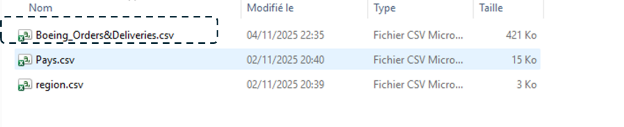 Nom Modifié le Type Taille
Boeing_Orders&Deliveries.csv 04/11/2025 22:35 Fichier CSV Micro... 421 Ko
Pays.csv 02/11/2025 20:40 Fichier CSV Micro... 15 Ko
region.csv 02/11/2025 20:39 Fichier CSV Micro... 3 Ko